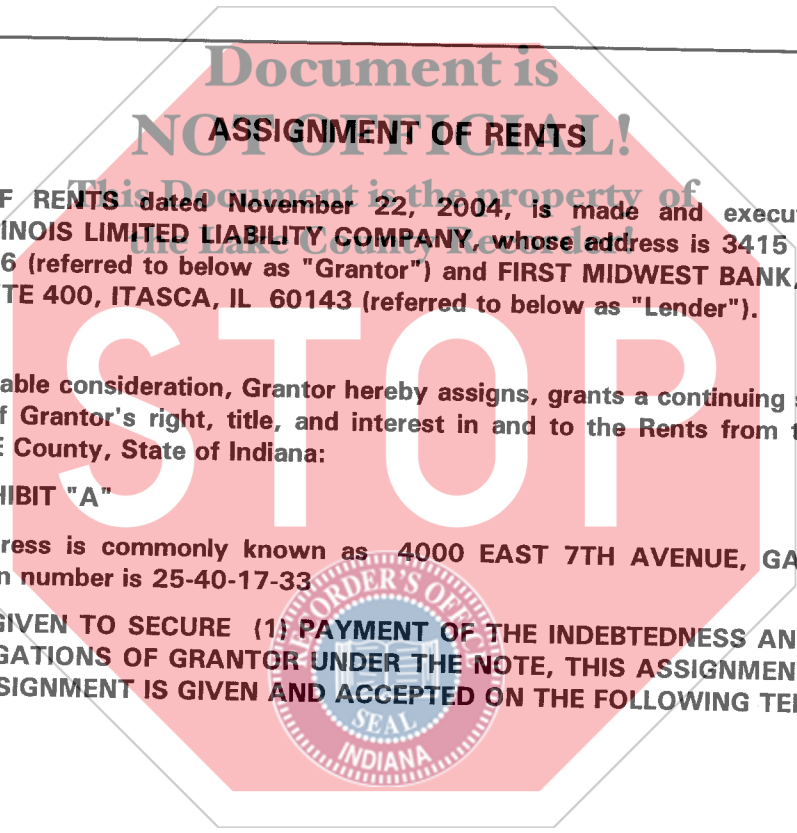 Document is
NOT OFFICIAL!
ASSIGNMENT OF RENTS
This Document is the property of
the Lake County Recorder!
F RENTS dated November 22, 2004, is made and execu
INOIS LIMITED LIABILITY COMPANY, whose address is 3415
6 (referred to below as "Grantor") and FIRST MIDWEST BANK,
TE 400, ITASCA, IL 60143 (referred to below as "Lender").
STOP
able consideration, Grantor hereby assigns, grants a continuing s
f Grantor's right, title, and interest in and to the Rents from t
E County, State of Indiana:
HIBIT "A"
ress is commonly known as 4000 EAST 7TH AVENUE, GA
n number is 25-40-17-33
GIVEN TO SECURE (1) PAYMENT OF THE INDEBTEDNESS AN
GATIONS OF GRANTOR UNDER THE NOTE, THIS ASSIGNMEN
SIGNMENT IS GIVEN AND ACCEPTED ON THE FOLLOWING TE
RECORDER'S OFFICE
SEAL
INDIANA